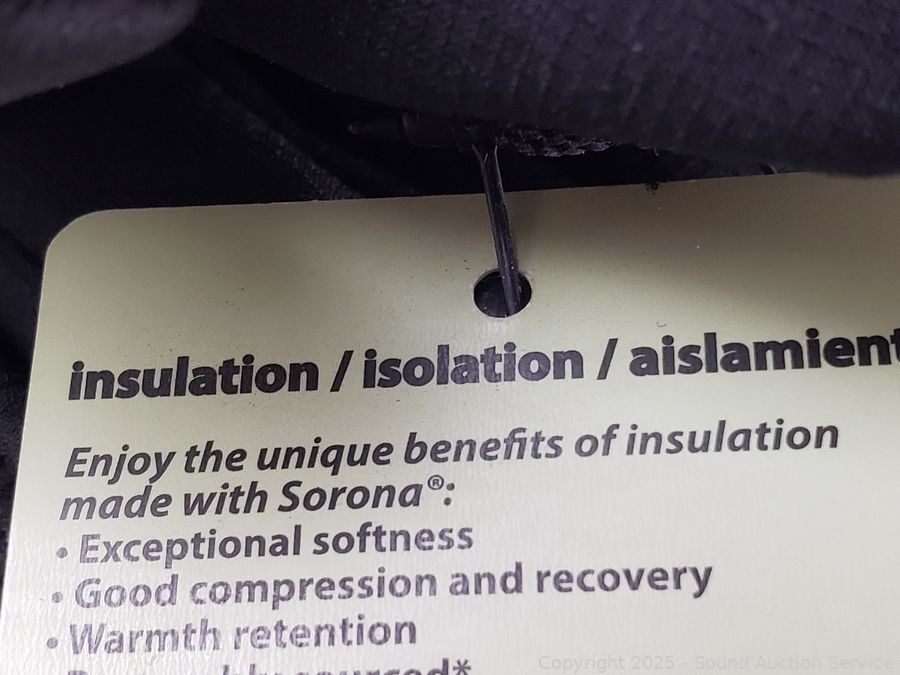 insulation / isolation / aislamient
Enjoy the unique benefits of insulation
made with Sorona®:
• Exceptional softness
• Good compression and recovery
• Warmth retention
Copyright 2025 - Sound Auction Service